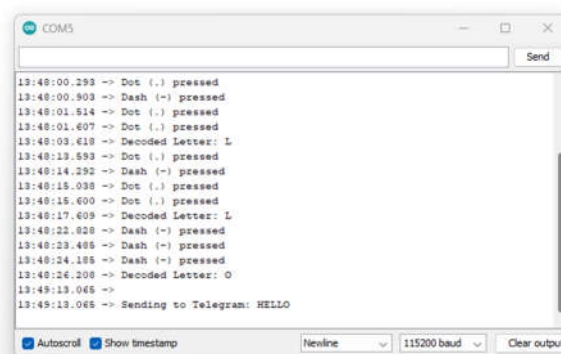 COM5
Send
13:48:00.293 -> Dot (.) pressed
13:48:00.903 -> Dash (-) pressed
13:48:01.514 -> Dot (.) pressed
13:48:01.607 -> Dot (.) pressed
13:48:03.618 -> Decoded Letter: L
13:48:13.593 -> Dot (.) pressed
13:48:14.292 -> Dash (-) pressed
13:48:15.038 -> Dot (.) pressed
13:48:15.600 -> Dot (.) pressed
13:48:17.609 -> Decoded Letter: L
13:48:22.828 -> Dash (-) pressed
13:48:23.485 -> Dash (-) pressed
13:48:24.185 -> Dash (-) pressed
13:48:26.208 -> Decoded Letter: O
13:49:13.065 ->
13:49:13.065 -> Sending to Telegram: HELLO
Autoscroll Show timestamp Newline 115200 baud Clear output